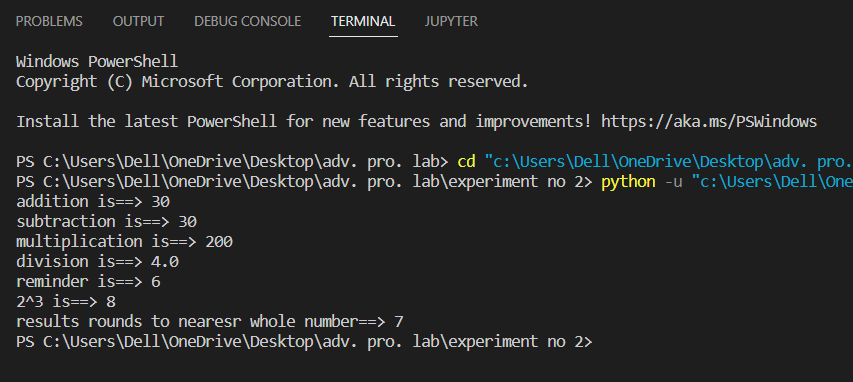 PROBLEMS OUTPUT DEBUG CONSOLE TERMINAL JUPYTER
Windows PowerShell
Copyright (C) Microsoft Corporation. All rights reserved.
Install the latest PowerShell for new features and improvements! https://aka.ms/PSWindows
PS C:\Users\Dell\OneDrive\Desktop\adv. pro. lab> cd "c:\Users\Dell\OneDrive\Desktop\adv. pro.
PS C:\Users\Dell\OneDrive\Desktop\adv. pro. lab\experiment no 2> python -u "c:\Users\Dell\One
addition is==> 30
subtraction is==> 30
multiplication is==> 200
division is==> 4.0
reminder is==> 6
2^3 is==> 8
results rounds to nearesr whole number==> 7
PS C:\Users\Dell\OneDrive\Desktop\adv. pro. lab\experiment no 2>